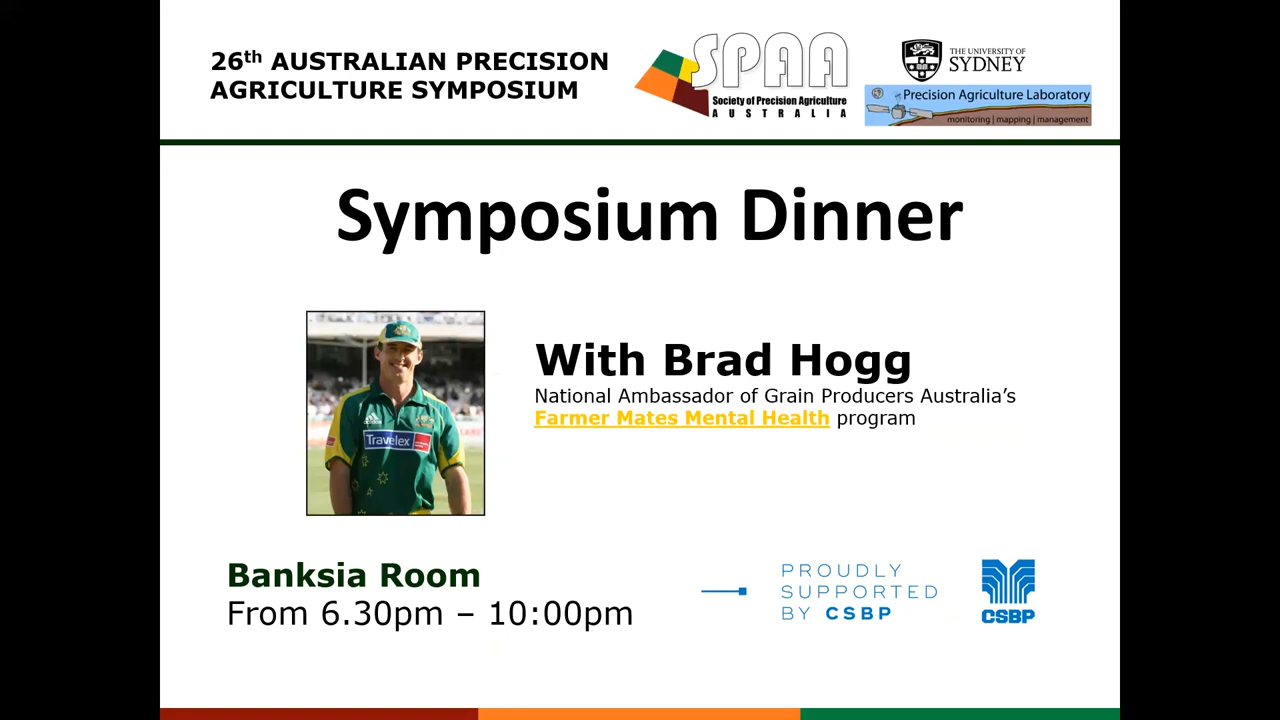 26th AUSTRALIAN PRECISION
AGRICULTURE SYMPOSIUM
SPAA
Society of Precision Agriculture
AUSTRALIA
THE UNIVERSITY OF
SYDNEY
Precision Agriculture Laboratory
monitoring | mapping | management
Symposium Dinner
Travelex
With Brad Hogg
National Ambassador of Grain Producers Australia's
Farmer Mates Mental Health program
Banksia Room
From 6.30pm – 10:00pm
PROUDLY
SUPPORTED
BY CSBP
CSBP